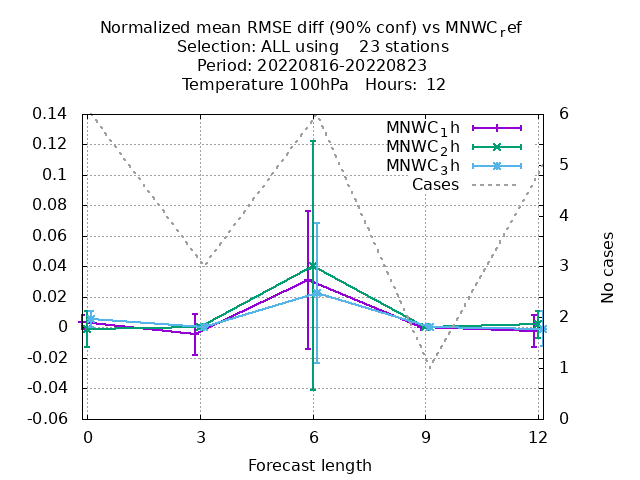 Normalized mean RMSE diff (90% conf) vs MNWC_ref
Selection: ALL using    23 stations
Period: 20220816-20220823
Temperature 100hPa   Hours:  12
MNWC_1h
MNWC_2h
MNWC_3h
Cases
0.14
0.12
0.1
0.08
0.06
0.04
0.02
0
-0.02
-0.04
-0.06
6
5
4
3
2
1
0
No cases
0 3 6 9 12
Forecast length